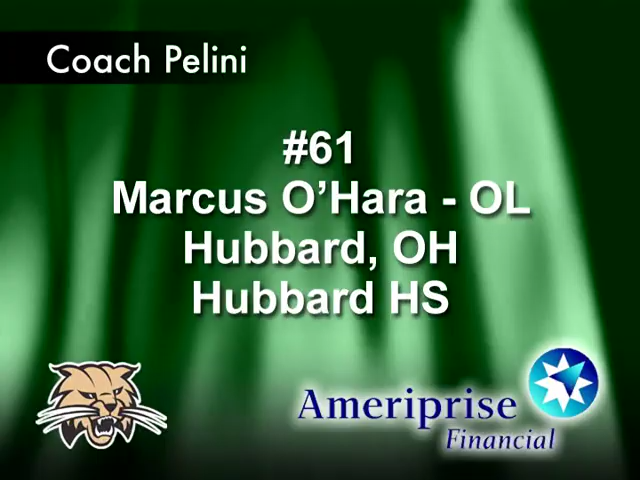 Coach Pelini
#61
Marcus O’Hara - OL
Hubbard, OH
Hubbard HS
Ameriprise
Financial